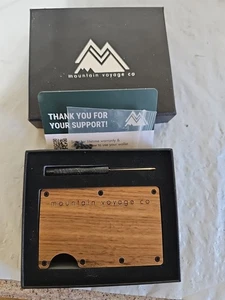 mountain voyage co
THANK YOU FOR
YOUR SUPPORT!
mountain voyage co